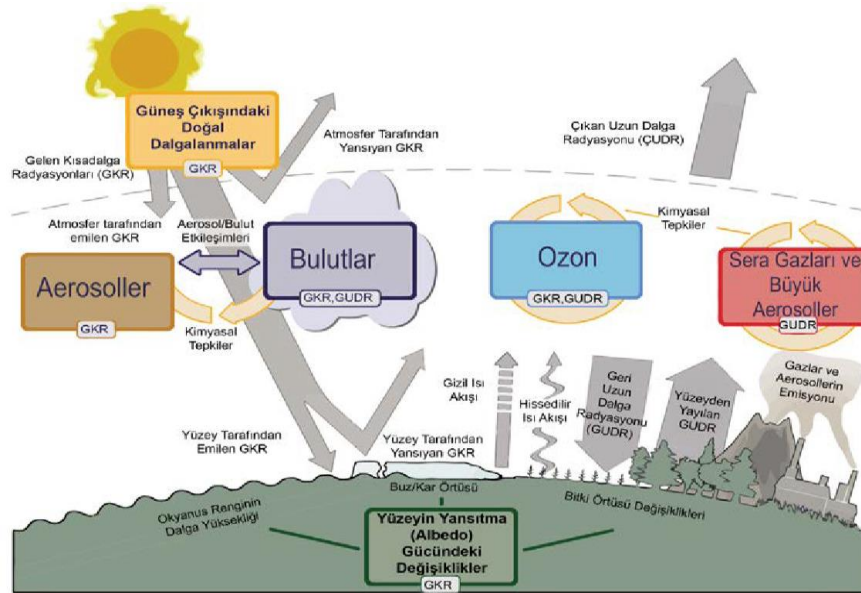 Güneş Çıkışındaki
Doğal
Dalgalanmalar
GKR
Gelen Kısadalga
Radyasyonları (GKR)
Atmosfer Tarafından
Yansıyan GKR
Çıkan Uzun Dalga
Radyasyonu (ÇUDR)
Atmosfer tarafından
emilen GKR
Aerosol/Bulut
Etkileşimleri
Kimyasal
Tepkiler
Aerosoller
GKR
Bulutlar
GKR,GUDR
Ozon
GKR,GUDR
Sera Gazları ve
Büyük
Aerosoller
GUDR
Kimyasal
Tepkiler
Gizil Isı
Akışı
Hissedilir
Isı Akışı
Geri
Uzun
Dalga
Radyasyonu
(GUDR)
Yüzeyden
Yayılan
GUDR
Gazlar ve
Aerosollerin
Emisyonu
Yüzey Tarafından
Emilen GKR
Yüzey Tarafından
Yansıyan GKR
Okyanus Renginin
Dalga Yüksekliği
Buz/Kar Örtüsü
Bitki Örtüsü Değişiklikleri
Yüzeyin Yansıtma
(Albedo)
Gücündeki
Değişiklikler
GKR